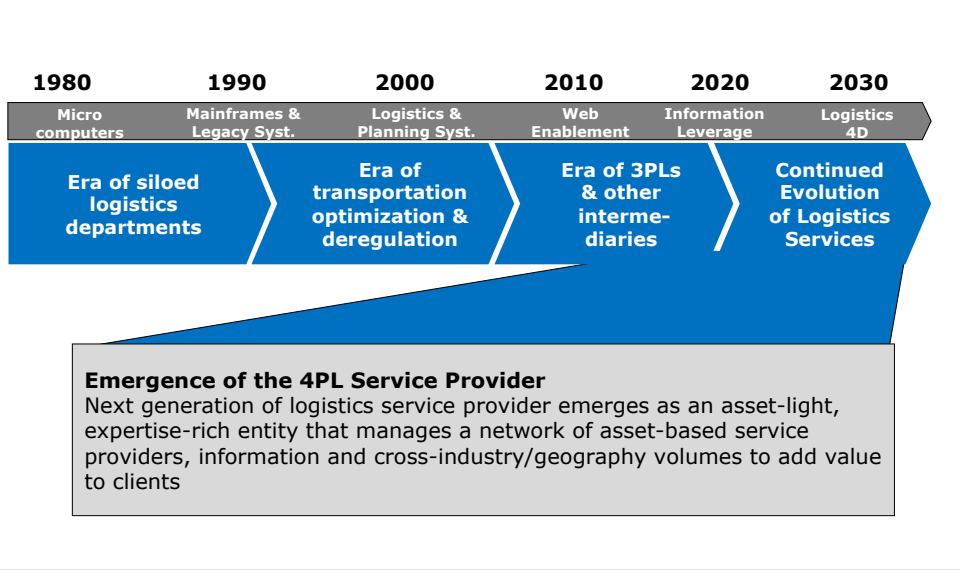 1980 1990 2000 2010 2020 2030
Micro
computers
Mainframes &
Legacy Syst.
Logistics &
Planning Syst.
Web
Enablement
Information
Leverage
Logistics
4D
Era of siloed
logistics
departments
Era of
transportation
optimization &
deregulation
Era of 3PLs
& other
interme-
diaries
Continued
Evolution
of Logistics
Services
Emergence of the 4PL Service Provider
Next generation of logistics service provider emerges as an asset-light,
expertise-rich entity that manages a network of asset-based service
providers, information and cross-industry/geography volumes to add value
to clients